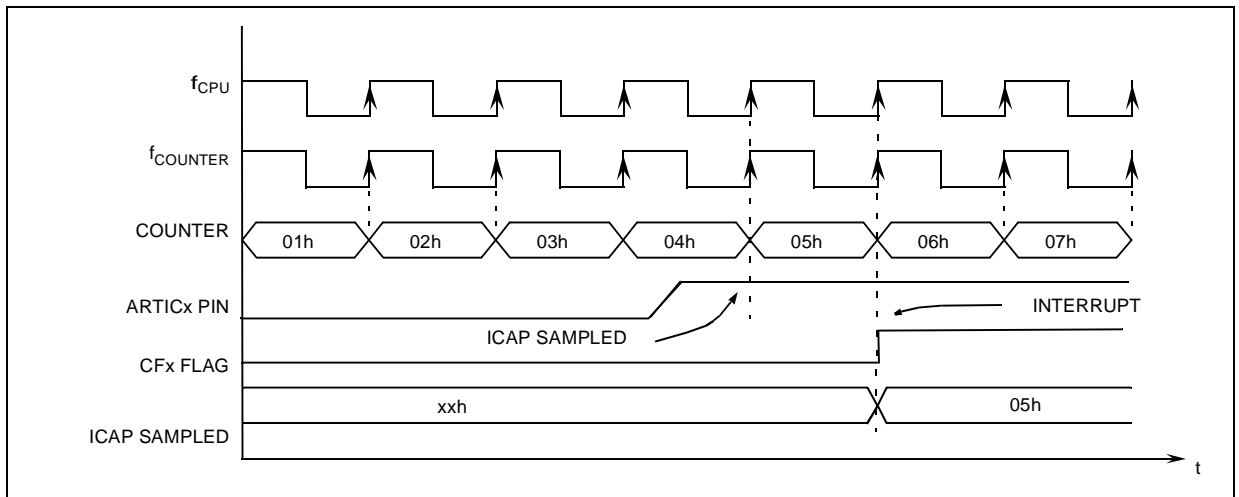 fCPU
fCOUNTER
COUNTER
01h 02h 03h 04h 05h 06h 07h
ARTICx PIN
INTERRUPT
ICAP SAMPLED
CFx FLAG
xxh 05h
ICAP SAMPLED
t